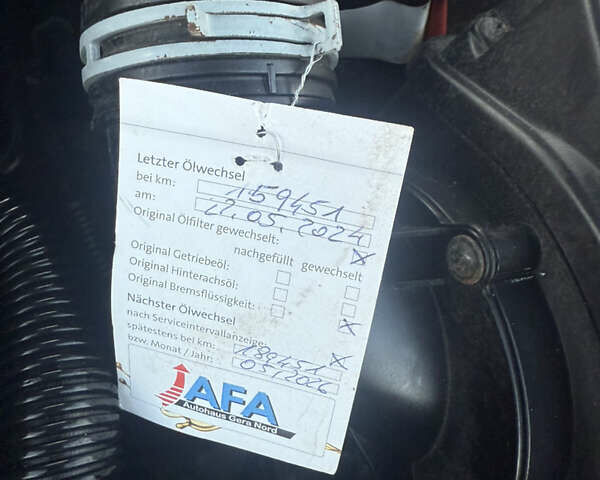 Letzter Ölwechsel
bei km: 159451
am: 22.05.2024
Original Ölfilter gewechselt: X
nachgefüllt gewechselt
Original Getriebeöl:
Original Hinterachsöl:
Original Bremsflüssigkeit: X
Nächster Ölwechsel
nach Serviceintervallanzeige: X
spätestens bei km: 189451
bzw. Monat / Jahr: 05/2026
AFA
Autohaus Gera Nord